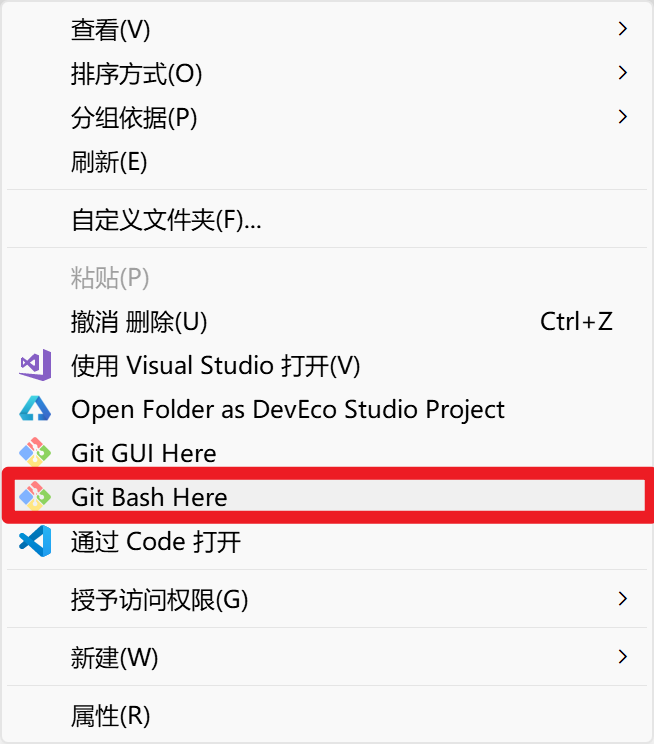 查看(V)
排序方式(O)
分组依据(P)
刷新(E)
自定义文件夹(F)...
粘贴(P)
撤消 删除(U) Ctrl+Z
使用 Visual Studio 打开(V)
Open Folder as DevEco Studio Project
Git GUI Here
Git Bash Here
通过 Code 打开
授予访问权限(G)
新建(W)
属性(R)